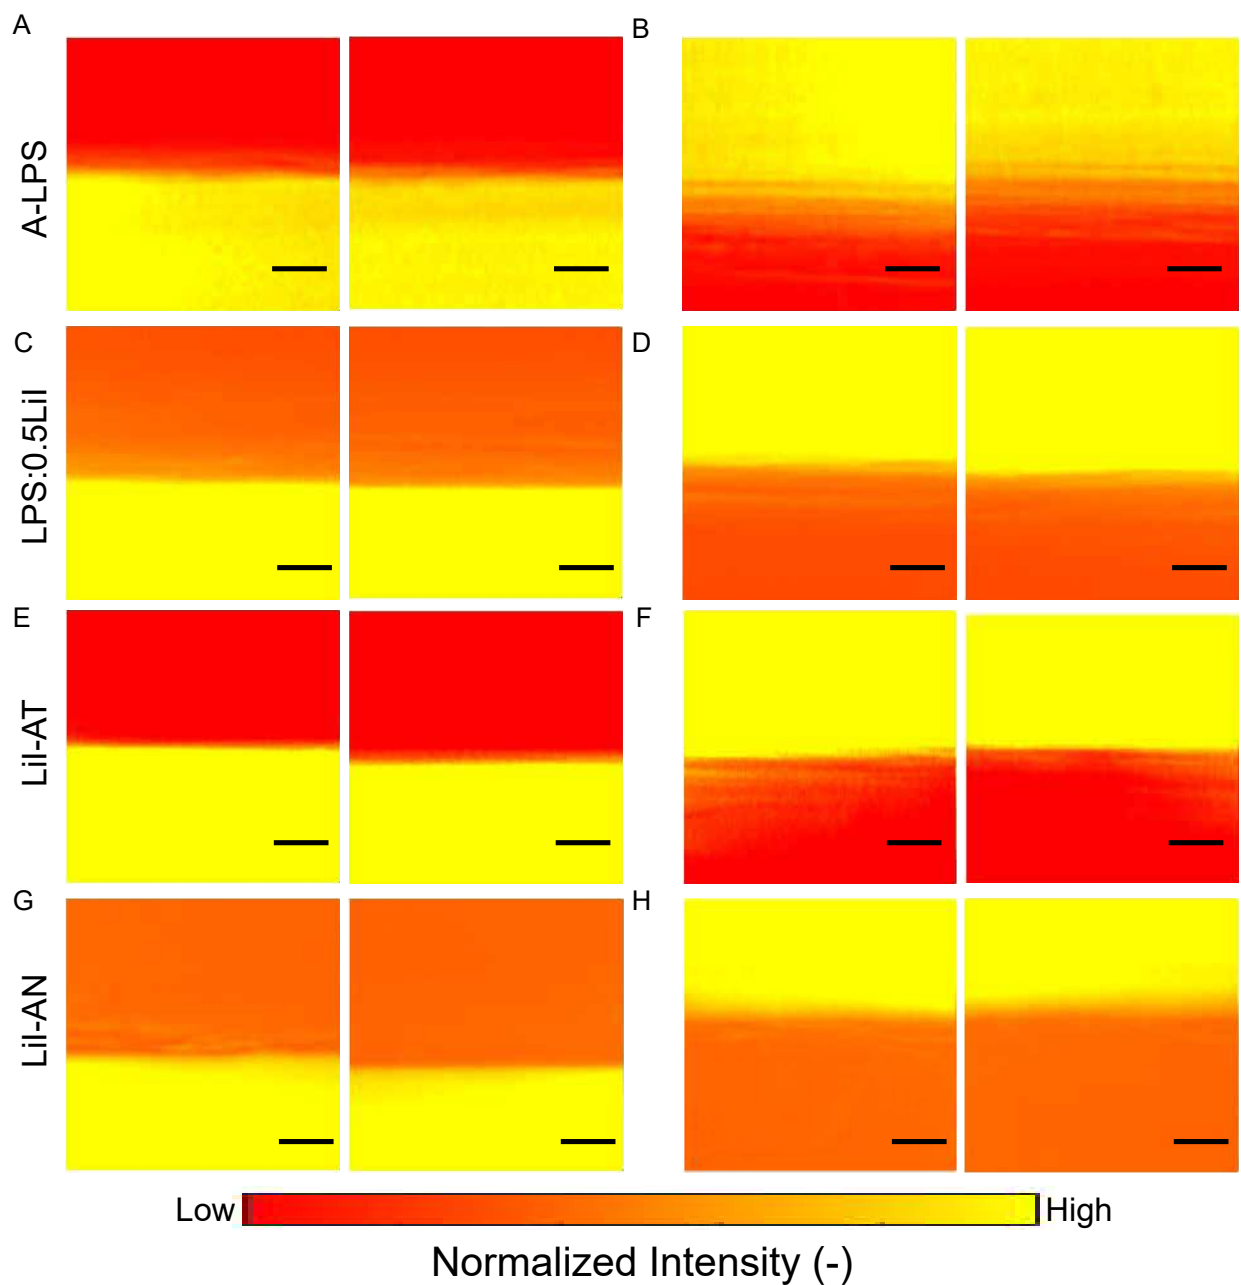 A
B
A-LPS
C
D
LPS:0.5LiI
E
F
LiI-AT
G
H
LiI-AN
Low
High
Normalized Intensity (-)